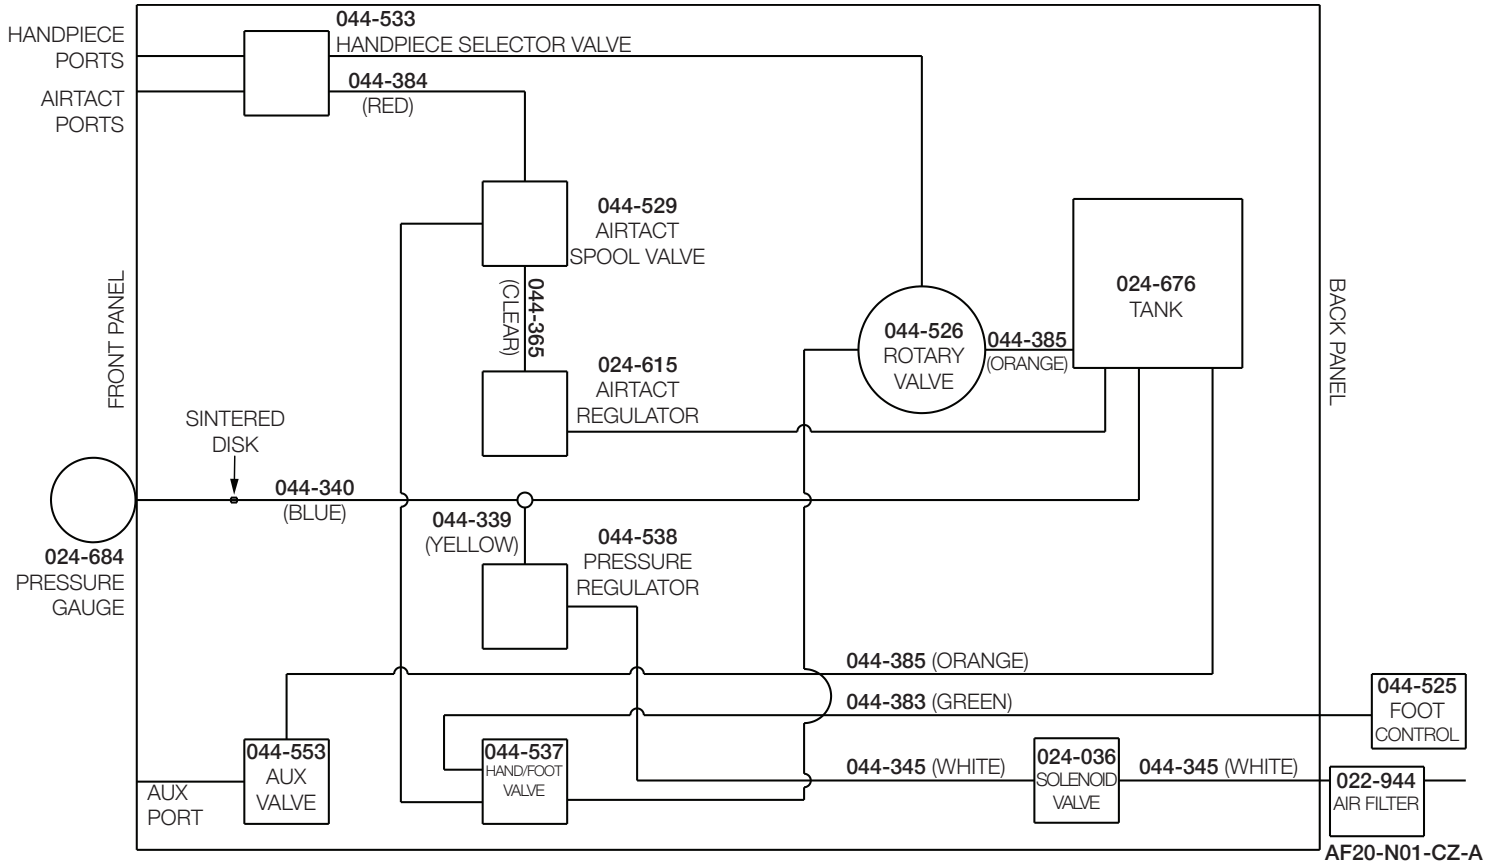 HANDPIECE
PORTS
AIRTACT
PORTS
044-533
HANDPIECE SELECTOR VALVE
044-384
(RED)
044-529
AIRTACT
SPOOL VALVE
044-365
(CLEAR)
024-615
AIRTACT
REGULATOR
044-526
ROTARY
VALVE
044-385
(ORANGE)
024-676
TANK
FRONT PANEL
BACK PANEL
SINTERED
DISK
044-340
(BLUE)
044-339
(YELLOW)
044-538
PRESSURE
REGULATOR
024-684
PRESSURE
GAUGE
044-385 (ORANGE)
044-383 (GREEN)
044-525
FOOT
CONTROL
044-553
AUX
VALVE
AUX
PORT
044-537
HAND/FOOT
VALVE
044-345 (WHITE)
024-036
SOLENOID
VALVE
044-345 (WHITE)
022-944
AIR FILTER
AF20-N01-CZ-A